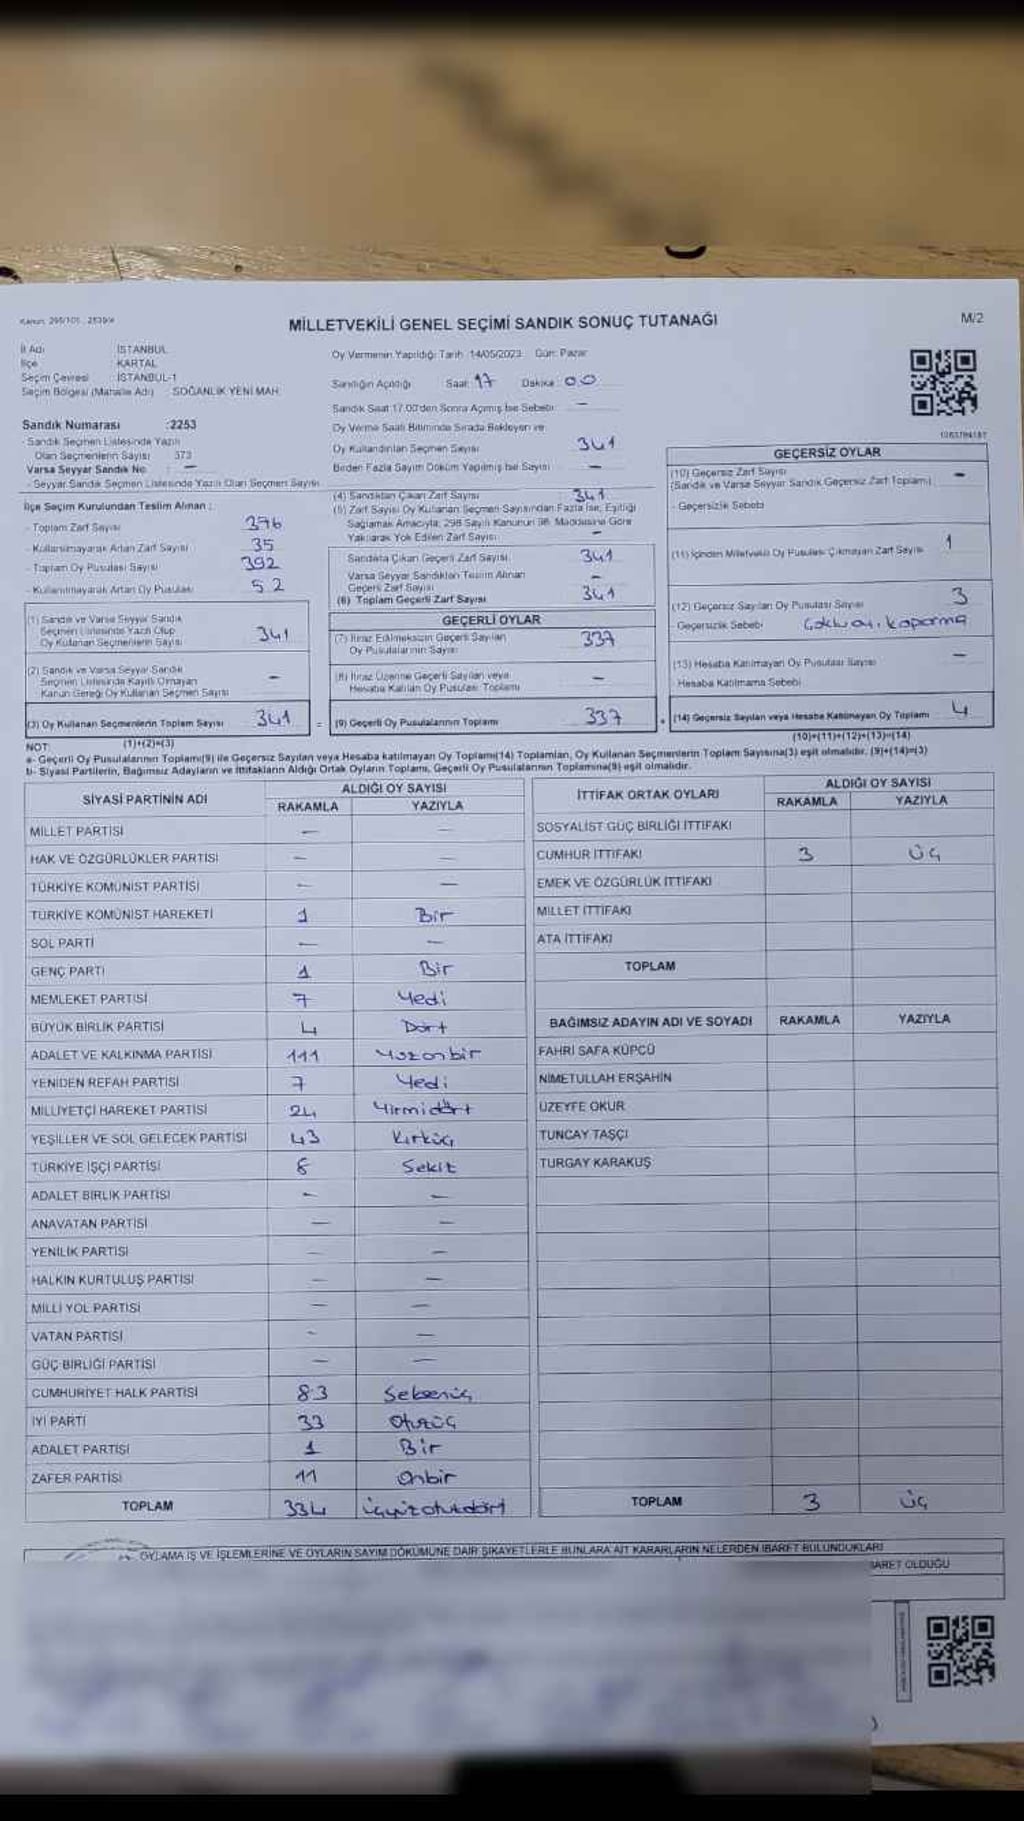 Kanun: 298/105, 2839/
MİLLETVEKİLİ GENEL SEÇİMİ SANDIK SONUÇ TUTANAĞI
M/2
İl Adı : İSTANBUL
İlçe : KARTAL
Seçim Çevresi : İSTANBUL-1
Seçim Bölgesi (Mahalle Adı) : SOĞANLIK YENİ MAH.
Sandık Numarası :2253
- Sandık Seçmen Listesinde Yazılı
Olan Seçmenlerin Sayısı : 373
Varsa Seyyar Sandık No : —
- Seyyar Sandık Seçmen Listesinde Yazılı Olan Seçmen Sayısı
İlçe Seçim Kurulundan Teslim Alınan :
- Toplam Zarf Sayısı 376
- Kullanılmayarak Artan Zarf Sayısı 35
- Toplam Oy Pusulası Sayısı 392
- Kullanılmayarak Artan Oy Pusulası 52
(1) Sandık ve Varsa Seyyar Sandık
Seçmen Listesinde Yazılı Olup
Oy Kullanan Seçmenlerin Sayısı 341
(2) Sandık ve Varsa Seyyar Sandık
Seçmen Listesinde Kayıtlı Olmayan
Kanun Gereği Oy Kullanan Seçmen Sayısı —
(3) Oy Kullanan Seçmenlerin Toplam Sayısı 341
(1)+(2)=(3)
Oy Vermenin Yapıldığı Tarih: 14/05/2023 Gün: Pazar
Sandığın Açıldığı Saat: 17 Dakika: 00
Sandık Saat 17.00'den Sonra Açılmış İse Sebebi: —
Oy Verme Saati Bitiminde Sırada Bekleyen ve
Oy Kullandırılan Seçmen Sayısı 341
Birden Fazla Sayım Döküm Yapılmış İse Sayısı —
(4) Sandıktan Çıkan Zarf Sayısı 341
(5) Zarf Sayısı Oy Kullanan Seçmen Sayısından Fazla İse, Eşitliği
Sağlamak Amacıyla; 298 Sayılı Kanunun 98. Maddesine Göre
Yakılarak Yok Edilen Zarf Sayısı —
Sandıkta Çıkan Geçerli Zarf Sayısı 341
Varsa Seyyar Sandıktan Teslim Alınan
Geçerli Zarf Sayısı —
(6) Toplam Geçerli Zarf Sayısı 341
GEÇERLİ OYLAR
(7) İtiraz Edilmeksizin Geçerli Sayılan
Oy Pusulalarının Sayısı 337
(8) İtiraz Üzerine Geçerli Sayılan veya
Hesaba Katılan Oy Pusulası Toplamı —
= (9) Geçerli Oy Pusulalarının Toplamı 337 +
GEÇERSİZ OYLAR
(10) Geçersiz Zarf Sayısı —
(Sandık ve Varsa Seyyar Sandık Geçersiz Zarf Toplamı)
- Geçersizlik Sebebi
(11) İçinden Milletvekili Oy Pusulası Çıkmayan Zarf Sayısı 1
(12) Geçersiz Sayılan Oy Pusulası Sayısı 3
- Geçersizlik Sebebi
(13) Hesaba Katılmayan Oy Pusulası Sayısı —
- Hesaba Katılmama Sebebi
(14) Geçersiz Sayılan veya Hesaba Katılmayan Oy Toplamı 4
(10)+(11)+(12)+(13)=(14)
NOT:
a- Geçerli Oy Pusulalarının Toplamı(9) ile Geçersiz Sayılan veya Hesaba katılmayan Oy Toplamı(14) Toplamları, Oy Kullanan Seçmenlerin Toplam Sayısına(3) eşit olmalıdır. (9)+(14)=(3)
b- Siyasi Partilerin, Bağımsız Adayların ve İttifakların Aldığı Ortak Oyların Toplamı, Geçerli Oy Pusulalarının Toplamına(9) eşit olmalıdır.
SİYASİ PARTİNİN ADI ALDIĞI OY SAYISI
RAKAMLA YAZIYLA
MİLLET PARTİSİ — —
HAK VE ÖZGÜRLÜKLER PARTİSİ — —
TÜRKİYE KOMÜNİST PARTİSİ — —
TÜRKİYE KOMÜNİST HAREKETİ 1 Bir
SOL PARTİ — —
GENÇ PARTİ 1 Bir
MEMLEKET PARTİSİ 7 Yedi
BÜYÜK BİRLİK PARTİSİ 4 Dört
ADALET VE KALKINMA PARTİSİ 111 Yüzonbir
YENİDEN REFAH PARTİSİ 7 Yedi
MİLLİYETÇİ HAREKET PARTİSİ 24 Yirmidört
YEŞİLLER VE SOL GELECEK PARTİSİ 43 Kırküç
TÜRKİYE İŞÇİ PARTİSİ 8 Sekiz
ADALET BİRLİK PARTİSİ — —
ANAVATAN PARTİSİ — —
YENİLİK PARTİSİ — —
HALKIN KURTULUŞ PARTİSİ — —
MİLLİ YOL PARTİSİ — —
VATAN PARTİSİ — —
GÜÇ BİRLİĞİ PARTİSİ — —
CUMHURİYET HALK PARTİSİ 83 Seksenüç
İYİ PARTİ 33 Otuzüç
ADALET PARTİSİ 1 Bir
ZAFER PARTİSİ 11 Onbir
TOPLAM 334 üçyüzotuzdört
İTTİFAK ORTAK OYLARI ALDIĞI OY SAYISI
RAKAMLA YAZIYLA
SOSYALİST GÜÇ BİRLİĞİ İTTİFAKI
CUMHUR İTTİFAKI 3 üç
EMEK VE ÖZGÜRLÜK İTTİFAKI
MİLLET İTTİFAKI
ATA İTTİFAKI
TOPLAM
BAĞIMSIZ ADAYIN ADI VE SOYADI RAKAMLA YAZIYLA
FAHRİ SAFA KÜPCÜ
NİMETULLAH ERŞAHİN
ÜZEYFE OKUR
TUNCAY TAŞÇI
TURGAY KARAKUŞ
TOPLAM 3 üç
OYLAMA İŞ VE İŞLEMLERİNE VE OYLARIN SAYIM DÖKÜMÜNE DAİR ŞİKAYETLERLE BUNLARA AİT KARARLARIN NELERDEN İBARET BULUNDUKLARI
BARET OLDUĞU